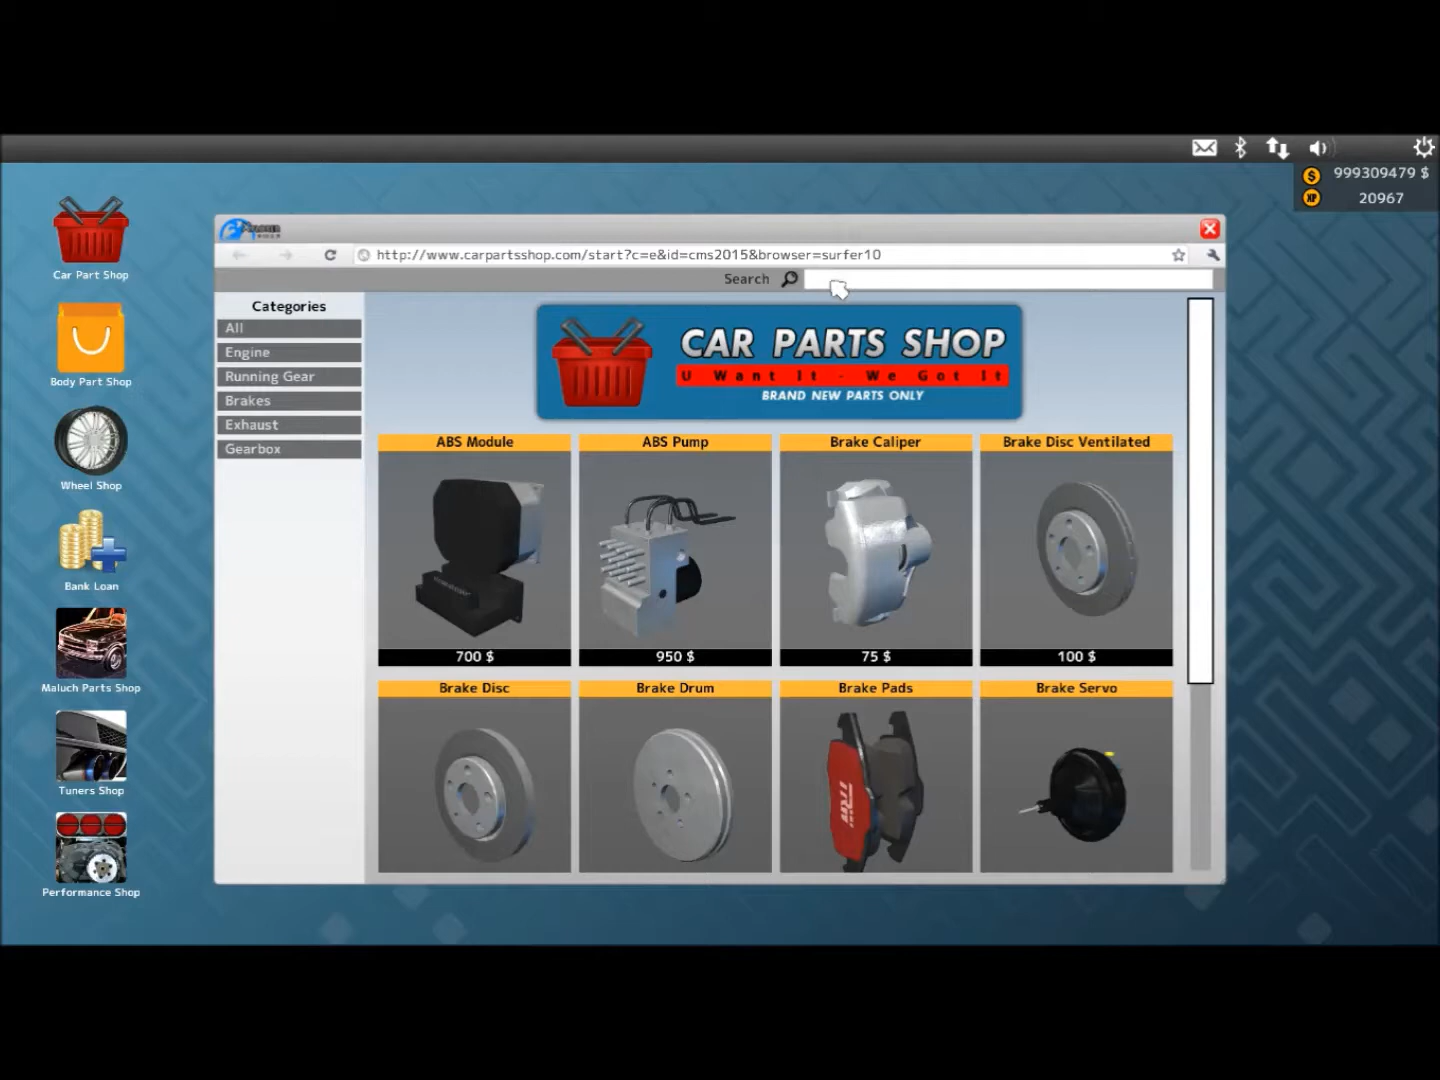 999309479 $
XP
20967
Car Part Shop
Body Part Shop
Wheel Shop
Bank Loan
Maluch Parts Shop
Tuners Shop
Performance Shop
http://www.carpartsshop.com/start?c=e&id=cms2015&browser=surfer10
Search
Categories
All
Engine
Running Gear
Brakes
Exhaust
Gearbox
CAR PARTS SHOP
U Want It - We Got It
BRAND NEW PARTS ONLY
ABS Module
ABS Pump
Brake Caliper
Brake Disc Ventilated
700 $
950 $
75 $
100 $
Brake Disc
Brake Drum
Brake Pads
Brake Servo
TRW